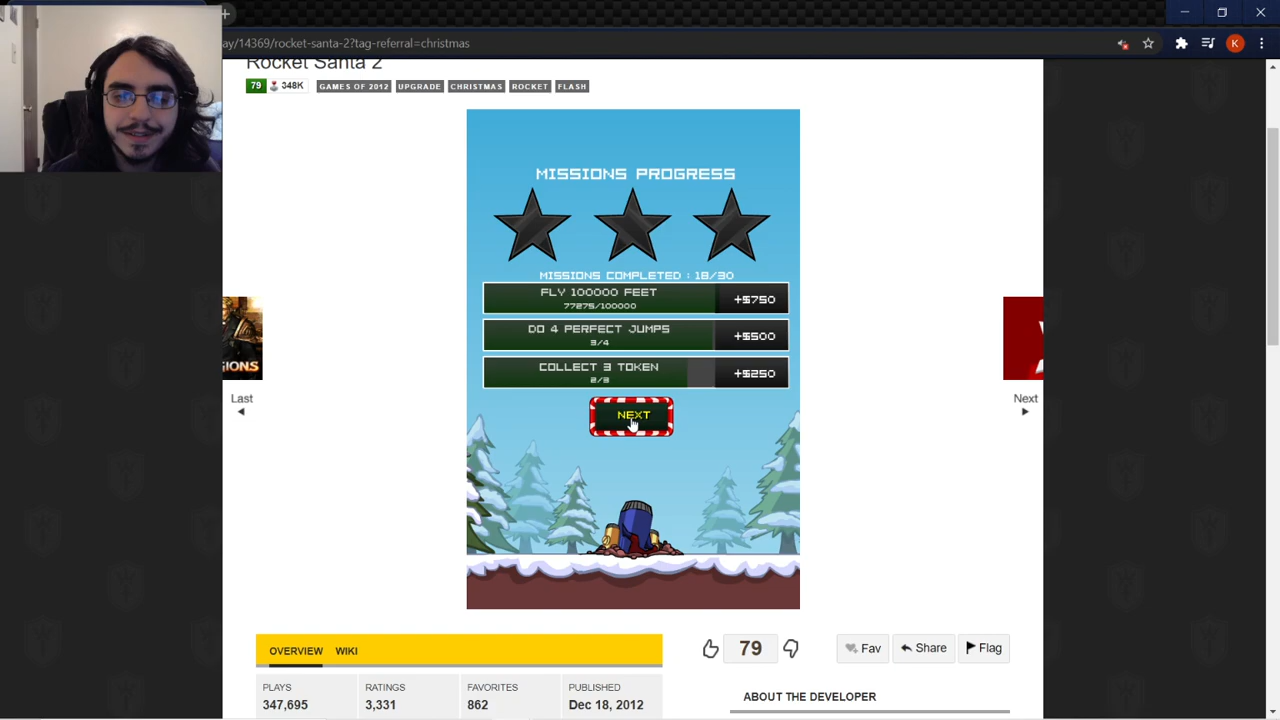 ay/14369/rocket-santa-2?tag-referral=christmas
K
Rocket Santa 2
79 348K GAMES OF 2012 UPGRADE CHRISTMAS ROCKET FLASH
MISSIONS PROGRESS
MISSIONS COMPLETED : 18/30
FLY 100000 FEET
77275/100000
+$750
DO 4 PERFECT JUMPS
3/4
+$500
COLLECT 3 TOKEN
2/3
+$250
NEXT
IONS
Last
Next
OVERVIEW WIKI
79 Fav Share Flag
PLAYS RATINGS FAVORITES PUBLISHED
347,695 3,331 862 Dec 18, 2012
ABOUT THE DEVELOPER